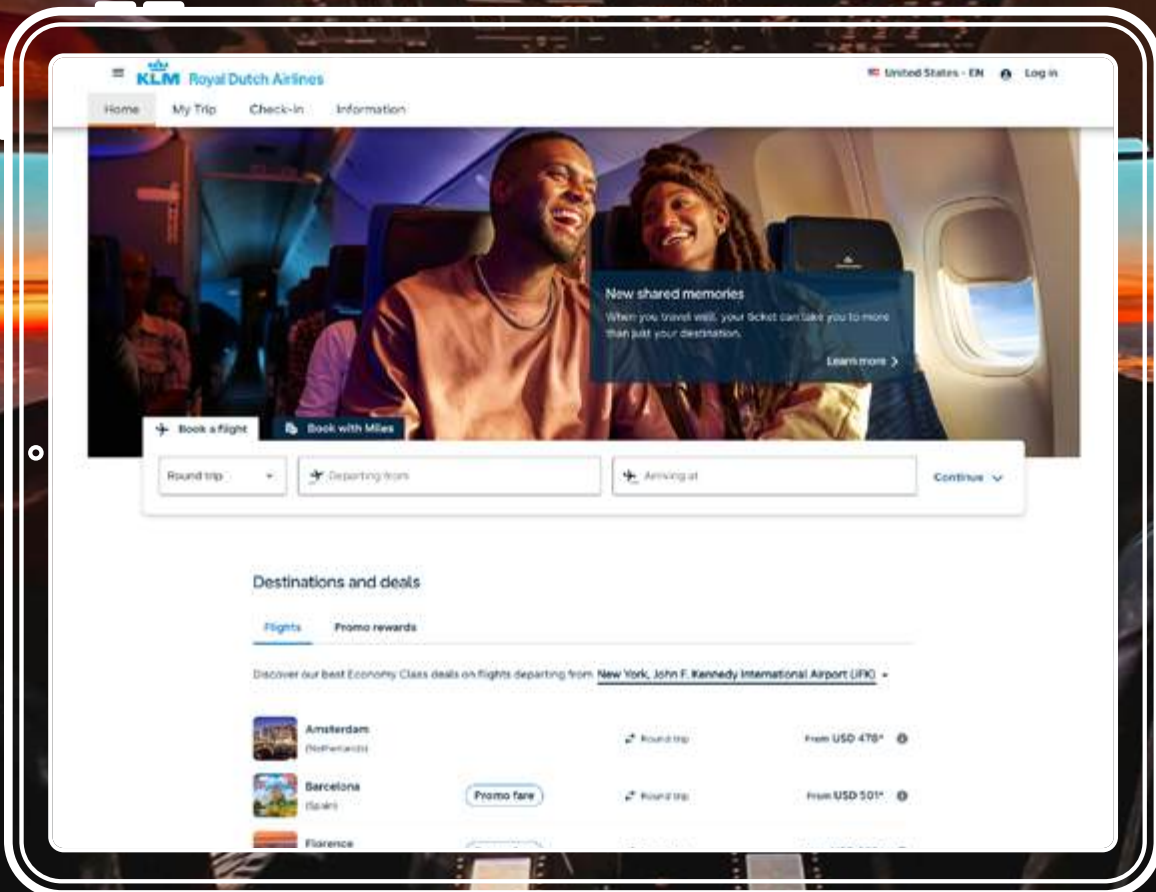 KLM Royal Dutch Airlines
United States - EN
Log in
Home
My Trip
Check-in
Information
New shared memories
When you travel well, your ticket can take you to more
than just your destination.
Learn more
Book a flight
Book with Miles
Round trip
Departing from
Arriving at
Continue
Destinations and deals
Flights
Promo rewards
Discover our best Economy Class deals on flights departing from New York, John F. Kennedy International Airport (JFK)
Amsterdam
(Netherlands)
Round trip
From USD 478*
Barcelona
(Spain)
Promo fare
Round trip
From USD 501*
Florence